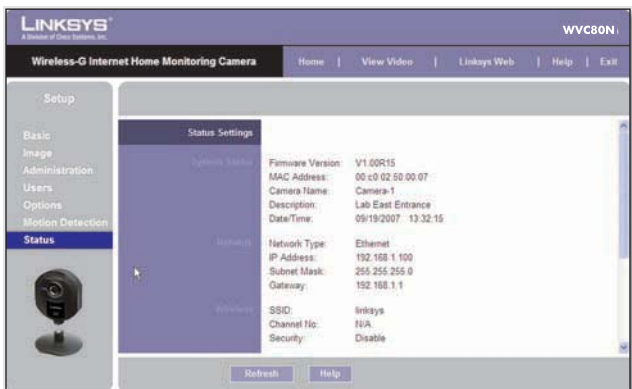 LINKSYS®
A Division of Cisco Systems, Inc.
WVC80N
Wireless-G Internet Home Monitoring Camera
Home | View Video | Linksys Web | Help | Exit
Setup
Basic
Image
Administration
Users
Options
Motion Detection
Status
Status Settings
System Status
Firmware Version: V1.00R15
MAC Address: 00:c0:02:50:00:07
Camera Name: Camera-1
Description: Lab East Entrance
Date/Time: 09/19/2007 13:32:15
Network
Network Type: Ethernet
IP Address: 192.168.1.100
Subnet Mask: 255.255.255.0
Gateway: 192.168.1.1
Wireless
SSID: linksys
Channel No: N/A
Security: Disable
Refresh
Help